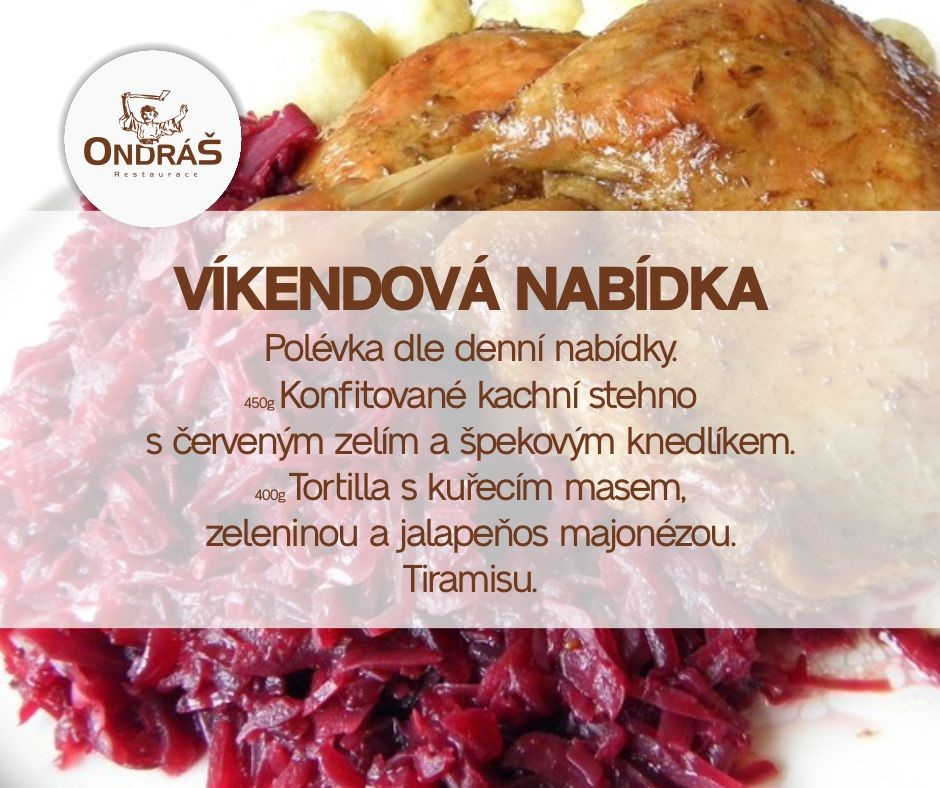 ONDRÁŠ
Restaurace
VÍKENDOVÁ NABÍDKA
Polévka dle denní nabídky.
450g Konfitované kachní stehno
s červeným zelím a špekovým knedlíkem.
400g Tortilla s kuřecím masem,
zeleninou a jalapeňos majonézou.
Tiramisu.